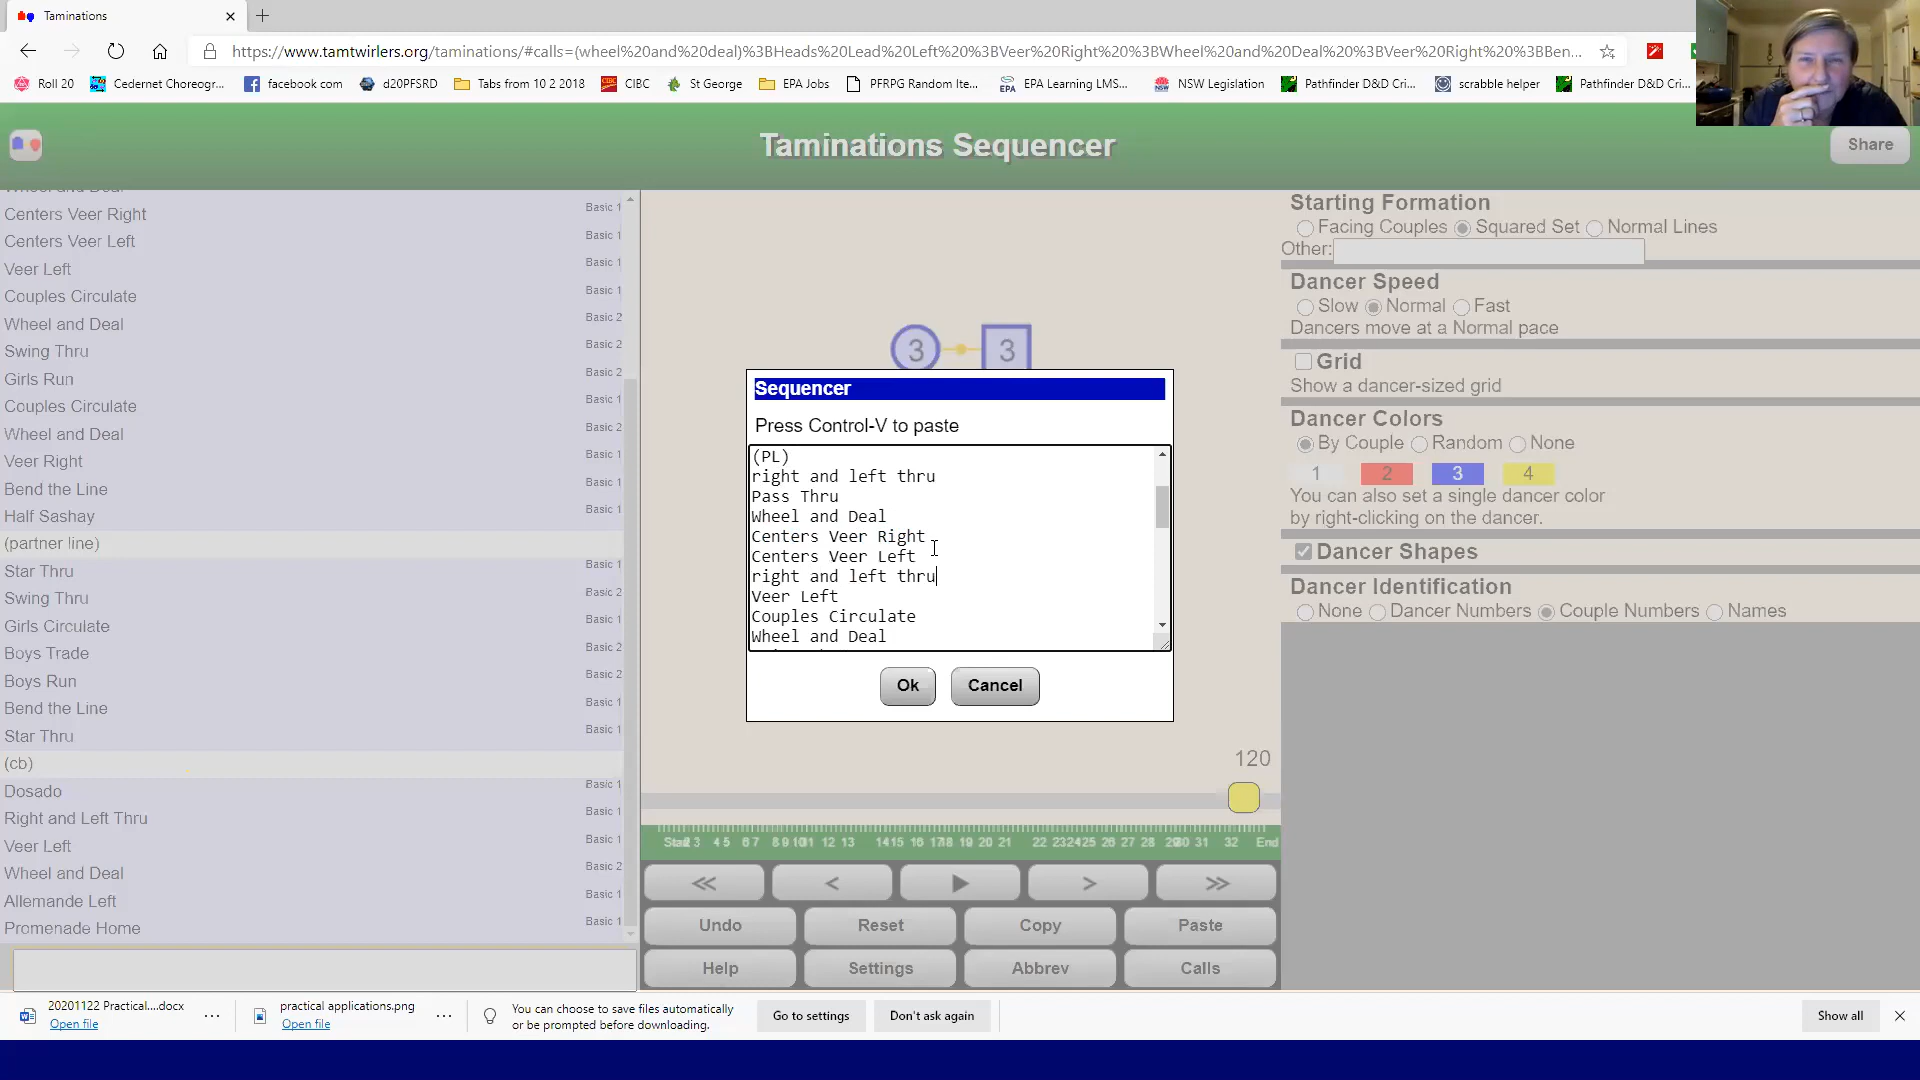 Taminations
https://www.tamtwirlers.org/taminations/#calls=(wheel%20and%20deal)%3BHeads%20Lead%20Left%20%3BVeer%20Right%20%3BWheel%20and%20Deal%20%3BVeer%20Right%20%3BBen...
Roll 20
Cedernet Choreogr...
facebook com
d20PFSRD
Tabs from 10 2 2018
CIBC
St George
EPA Jobs
PFRPG Random Ite...
EPA Learning LMS...
NSW Legislation
Pathfinder D&D Cri...
scrabble helper
Pathfinder D&D Cri...
Taminations Sequencer
Share
Wheel and Deal
Centers Veer Right Basic 1
Centers Veer Left Basic 1
Veer Left Basic 1
Couples Circulate Basic 1
Wheel and Deal Basic 2
Swing Thru Basic 2
Girls Run Basic 2
Couples Circulate Basic 1
Wheel and Deal Basic 2
Veer Right Basic 1
Bend the Line Basic 1
Half Sashay Basic 1
(partner line)
Star Thru Basic 1
Swing Thru Basic 1
Girls Circulate Basic 1
Boys Trade Basic 2
Boys Run Basic 2
Bend the Line Basic 1
Star Thru Basic 1
(cb)
Dosado Basic 1
Right and Left Thru Basic 1
Veer Left Basic 1
Wheel and Deal Basic 2
Allemande Left Basic 1
Promenade Home Basic 1
3 3
Sequencer
Press Control-V to paste
(PL)
right and left thru
Pass Thru
Wheel and Deal
Centers Veer Right
Centers Veer Left
right and left thru
Veer Left
Couples Circulate
Wheel and Deal
Ok Cancel
120
14 15 16 20 21 22 26 27 28 32 End
<< < > >>
Undo Reset Copy Paste
Help Settings Abbrev Calls
Starting Formation
Facing Couples Squared Set Normal Lines
Other:
Dancer Speed
Slow Normal Fast
Dancers move at a Normal pace
Grid
Show a dancer-sized grid
Dancer Colors
By Couple Random None
1 2 3 4
You can also set a single dancer color
by right-clicking on the dancer.
Dancer Shapes
Dancer Identification
None Dancer Numbers Couple Numbers Names
20201122 Practical....docx
Open file
practical applications.png
Open file
You can choose to save files automatically
or be prompted before downloading.
Go to settings
Don't ask again
Show all